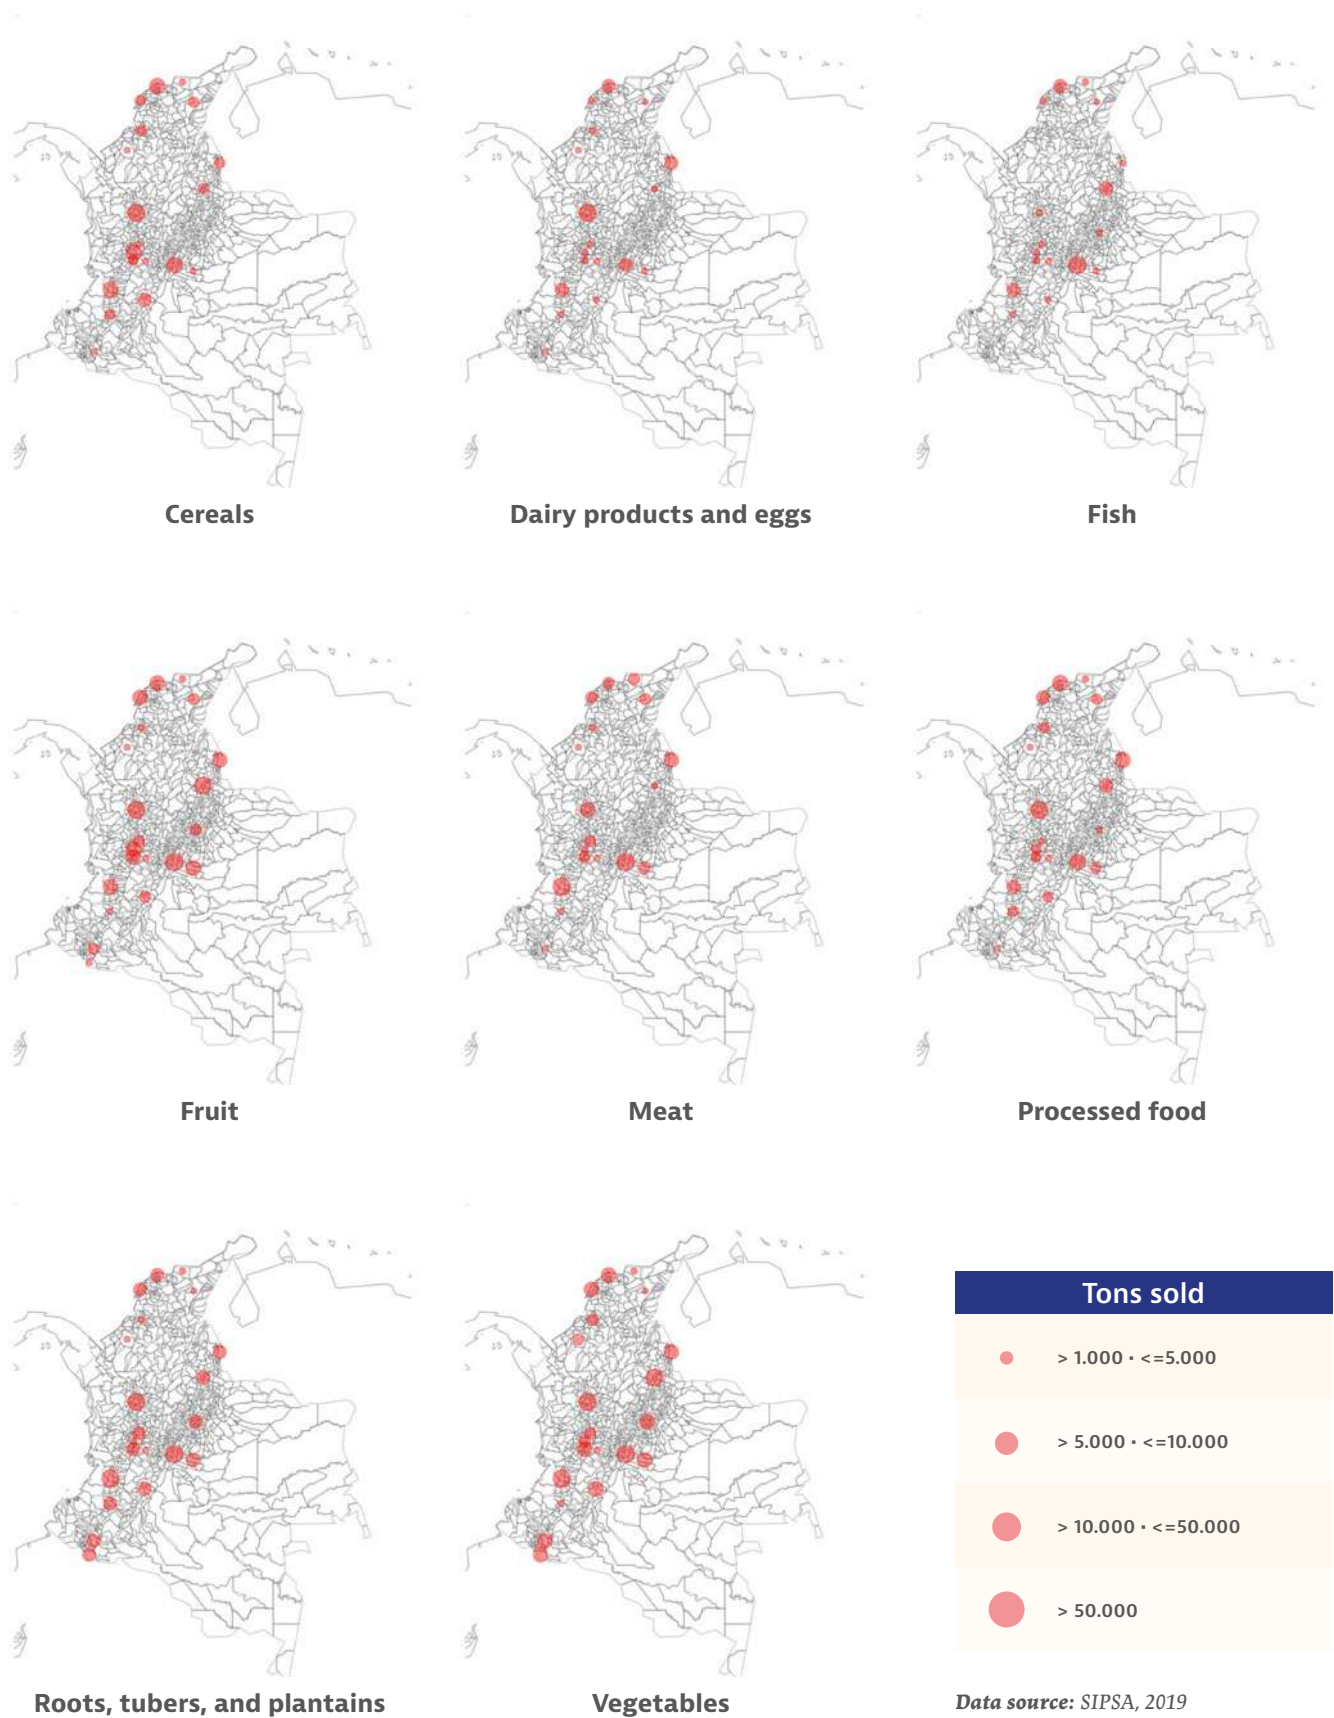 Cereals
Dairy products and eggs
Fish
Fruit
Meat
Processed food
Tons sold
> 1.000 · <=5.000
> 5.000 · <=10.000
> 10.000 · <=50.000
> 50.000
Roots, tubers, and plantains
Vegetables
Data source: SIPSA, 2019